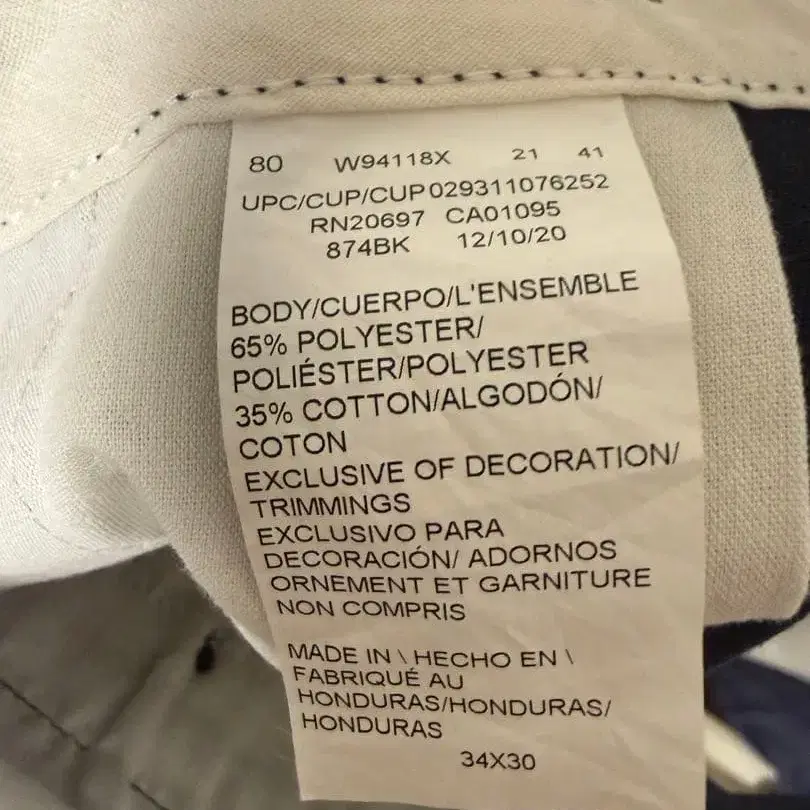 80 W94118X 21 41
UPC/CUP/CUP029311076252
RN20697 CA01095
874BK 12/10/20
BODY/CUERPO/L'ENSEMBLE
65% POLYESTER/
POLIÉSTER/POLYESTER
35% COTTON/ALGODÓN/
COTON
EXCLUSIVE OF DECORATION/
TRIMMINGS
EXCLUSIVO PARA
DECORACIÓN/ ADORNOS
ORNEMENT ET GARNITURE
NON COMPRIS
MADE IN \ HECHO EN \
FABRIQUÉ AU
HONDURAS/HONDURAS/
HONDURAS
34X30